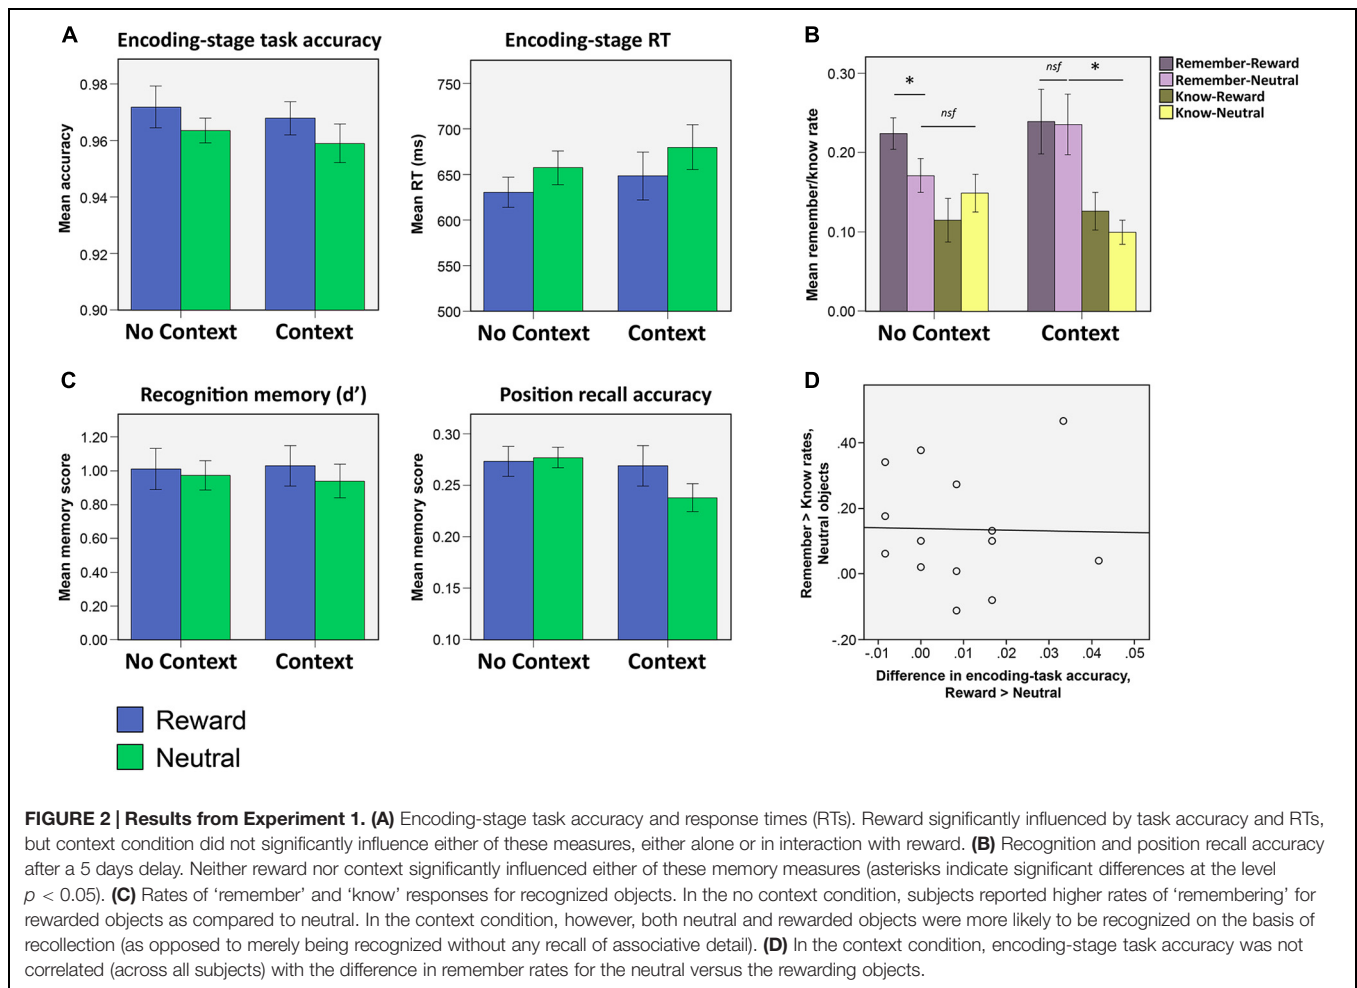 A
Encoding-stage task accuracy
Mean accuracy
0.98
0.96
0.94
0.92
0.90
No Context
Context
Encoding-stage RT
Mean RT (ms)
750
700
650
600
650
500
No Context
Context
B
Mean remember/know rate
0.30
0.20
0.10
0.00
*
nsf
nsf
*
No Context
Context
Remember-Reward
Remember-Neutral
Know-Reward
Know-Neutral
C
Recognition memory (d’)
Mean memory score
1.20
1.00
0.80
0.60
0.40
0.20
0.00
No Context
Context
Position recall accuracy
Mean memory score
0.30
0.25
0.20
0.15
0.10
No Context
Context
D
Remember > Know rates,
Neutral objects
.40
.20
.00
-.20
-.01 .00 .01 .02 .03 .04 .05
Difference in encoding-task accuracy,
Reward > Neutral
Reward
Neutral
FIGURE 2 | Results from Experiment 1. (A) Encoding-stage task accuracy and response times (RTs). Reward significantly influenced by task accuracy and RTs,
but context condition did not significantly influence either of these measures, either alone or in interaction with reward. (B) Recognition and position recall accuracy
after a 5 days delay. Neither reward nor context significantly influenced either of these memory measures (asterisks indicate significant differences at the level
p < 0.05). (C) Rates of ‘remember’ and ‘know’ responses for recognized objects. In the no context condition, subjects reported higher rates of ‘remembering’ for
rewarded objects as compared to neutral. In the context condition, however, both neutral and rewarded objects were more likely to be recognized on the basis of
recollection (as opposed to merely being recognized without any recall of associative detail). (D) In the context condition, encoding-stage task accuracy was not
correlated (across all subjects) with the difference in remember rates for the neutral versus the rewarding objects.